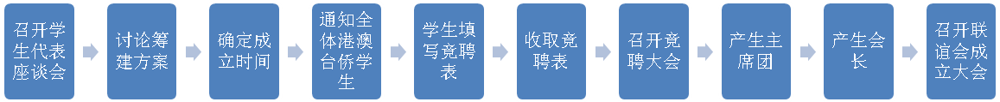 召开学
生代表
座谈会
讨论筹
建方案
确定成
立时间
通知全
体港澳
台侨学
生
学生填
写竞聘
表
收取竞
聘表
召开竞
聘大会
产生主
席团
产生会
长
召开联
谊会成
立大会